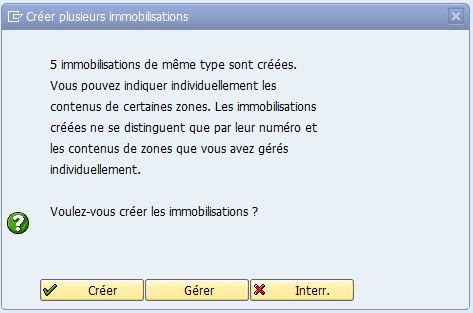 Créer plusieurs immobilisations
5 immobilisations de même type sont créées.
Vous pouvez indiquer individuellement les
contenus de certaines zones. Les immobilisations
créées ne se distinguent que par leur numéro et
les contenus de zones que vous avez gérés
individuellement.
Voulez-vous créer les immobilisations ?
Créer Gérer Interr.